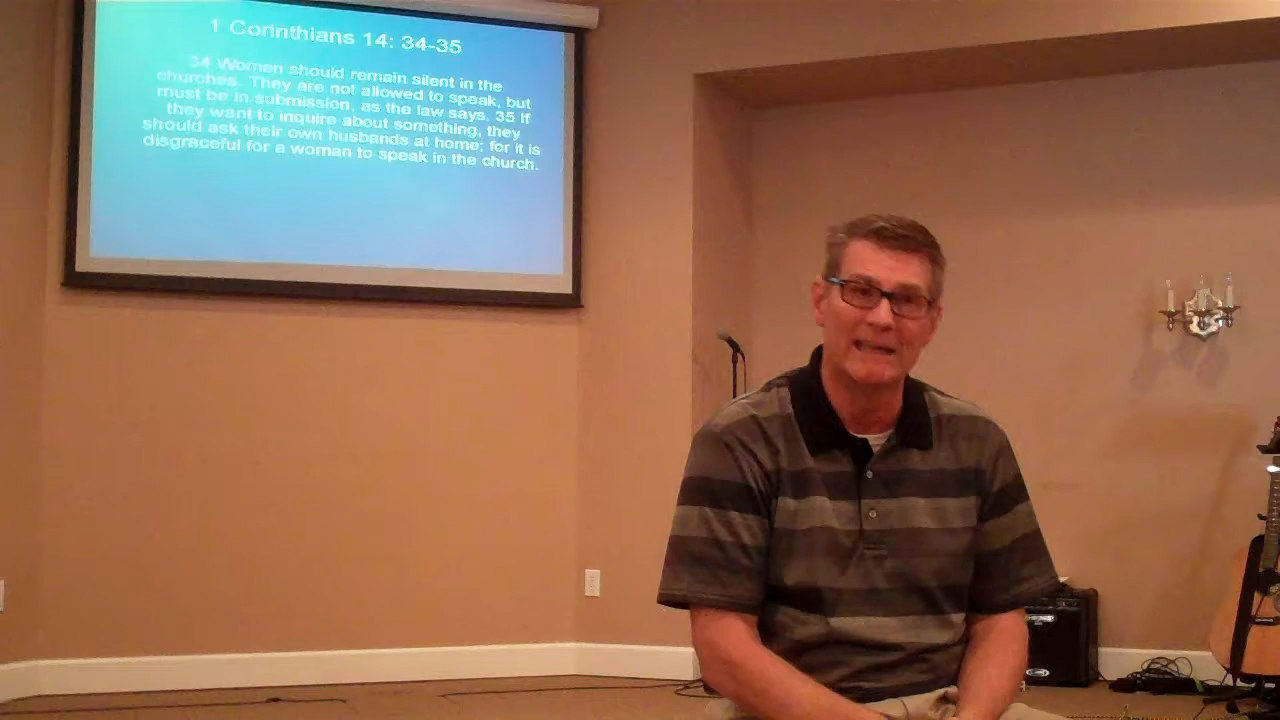 1 Corinthians 14: 34-35
34 Women should remain silent in the
churches. They are not allowed to speak, but
must be in submission, as the law says. 35 If
they want to inquire about something, they
should ask their own husbands at home; for it is
disgraceful for a woman to speak in the church.